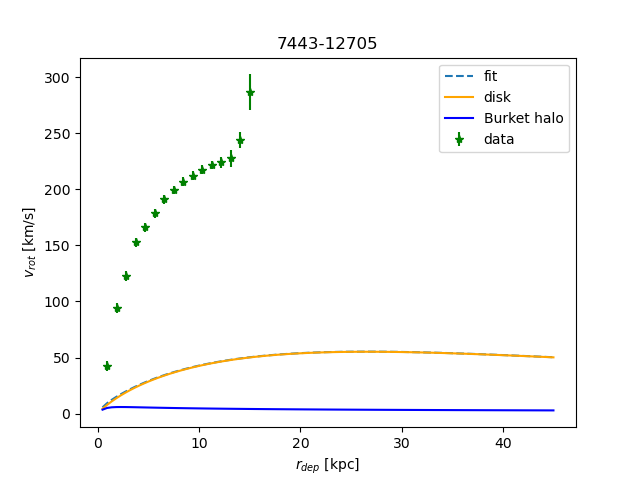 7443-12705
fit
disk
Burket halo
data
300
250
200
150
100
50
0
v_rot [km/s]
0 10 20 30 40
r_dep [kpc]